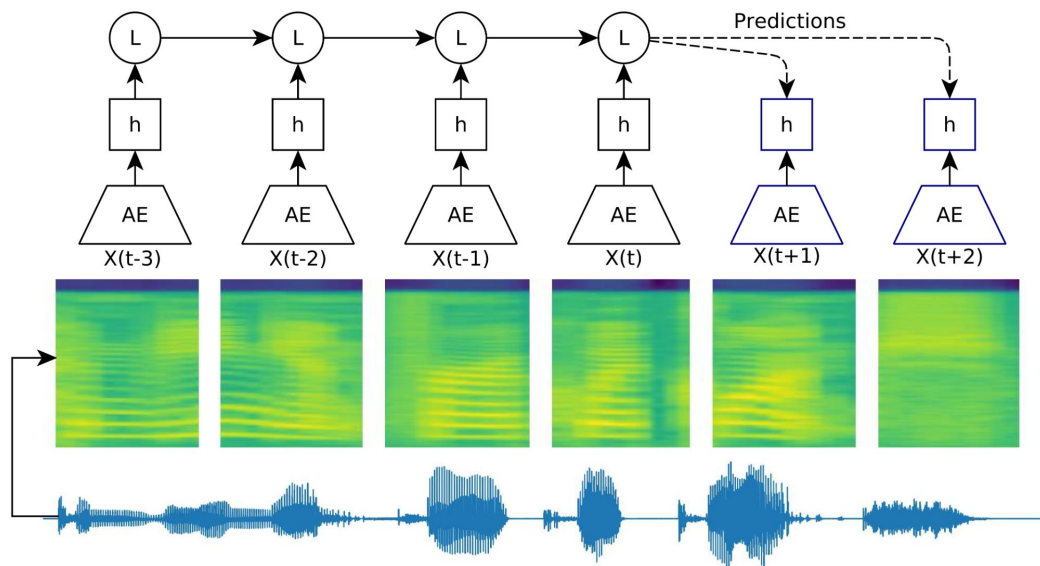 Predictions
L L L L
h h h h h h
AE AE AE AE AE AE
X(t-3) X(t-2) X(t-1) X(t) X(t+1) X(t+2)